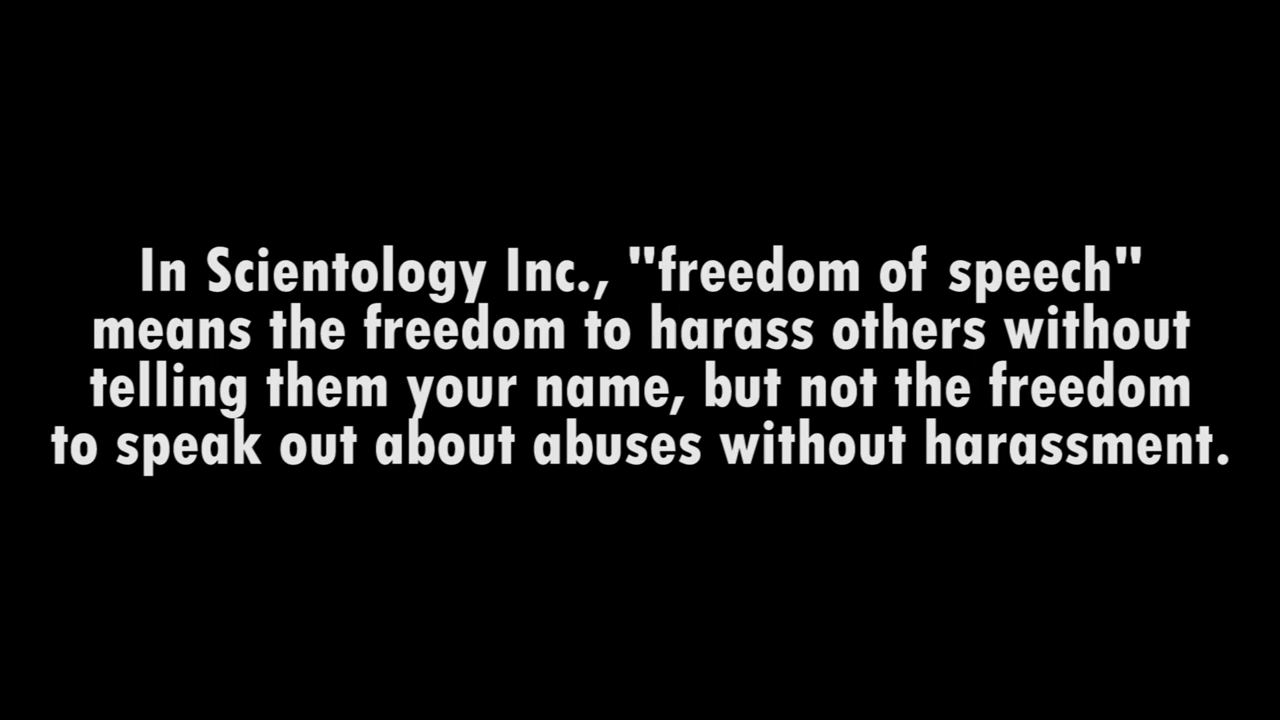 In Scientology Inc., "freedom of speech"
means the freedom to harass others without
telling them your name, but not the freedom
to speak out about abuses without harassment.